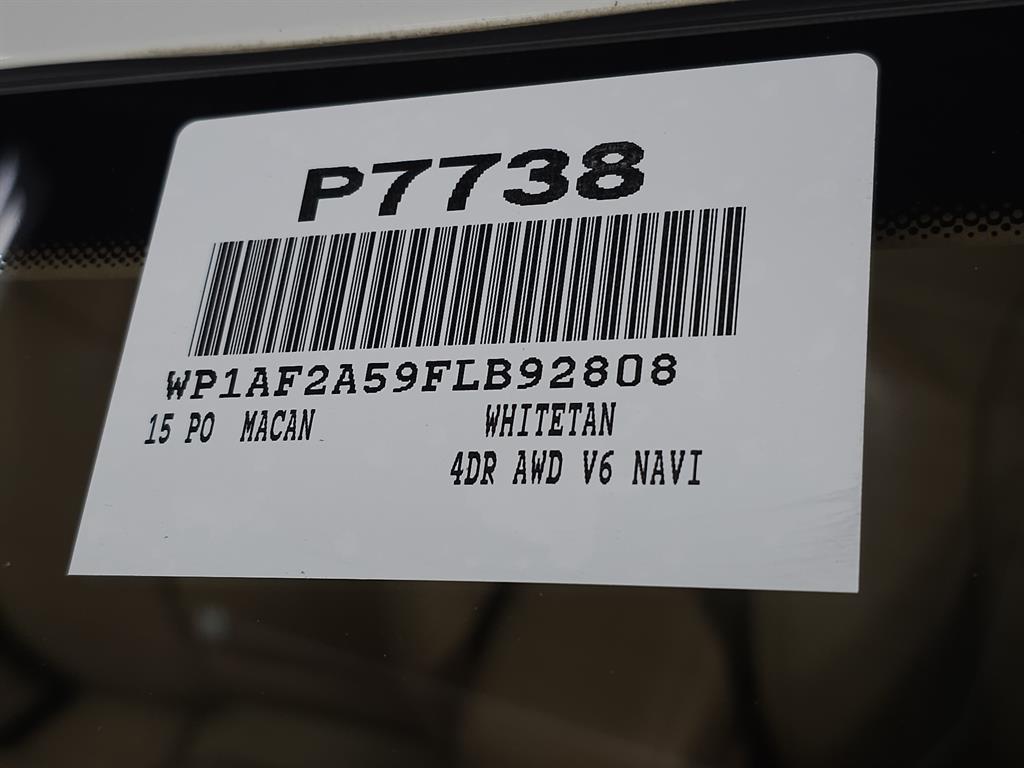 P7738
WP1AF2A59FLB92808
15 PO MACAN WHITETAN
4DR AWD V6 NAVI